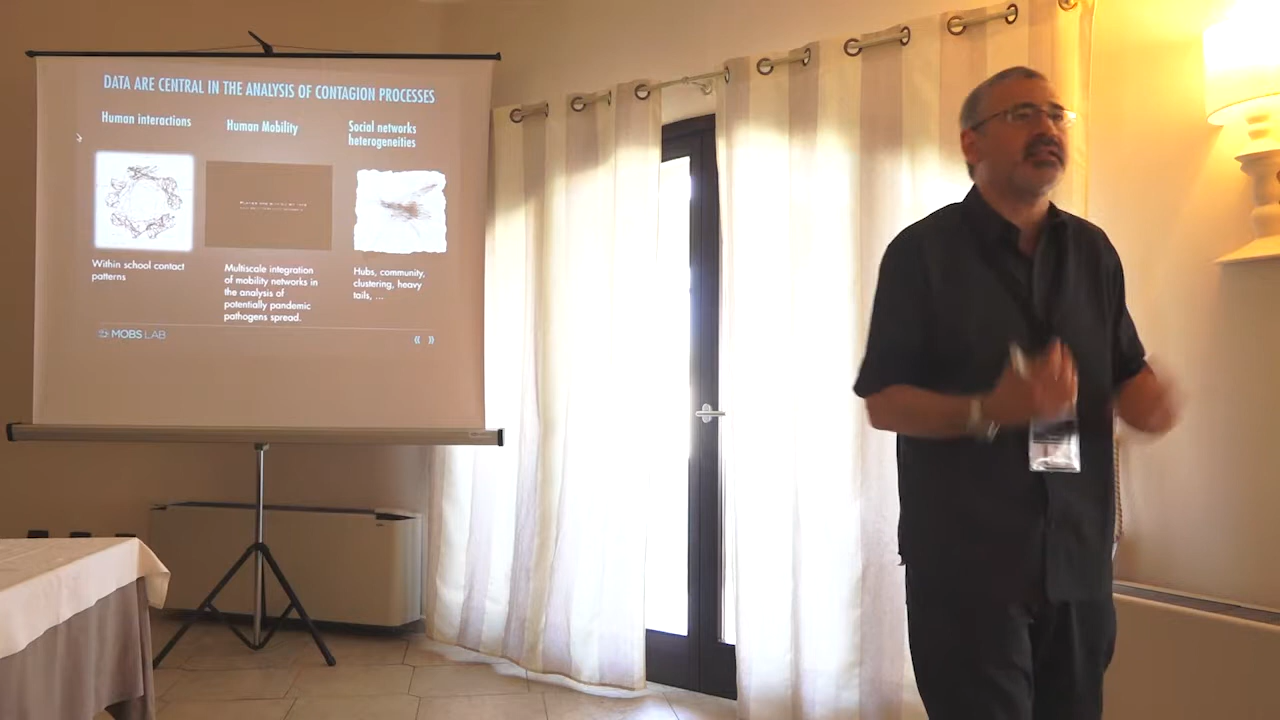 DATA ARE CENTRAL IN THE ANALYSIS OF CONTAGION PROCESSES
Human interactions
Human Mobility
Social networks
heterogeneities
Within school contact
patterns
Multiscale integration
of mobility networks in
the analysis of
potentially pandemic
pathogens spread.
Hubs, community,
clustering, heavy
tails, ...
MOBS LAB